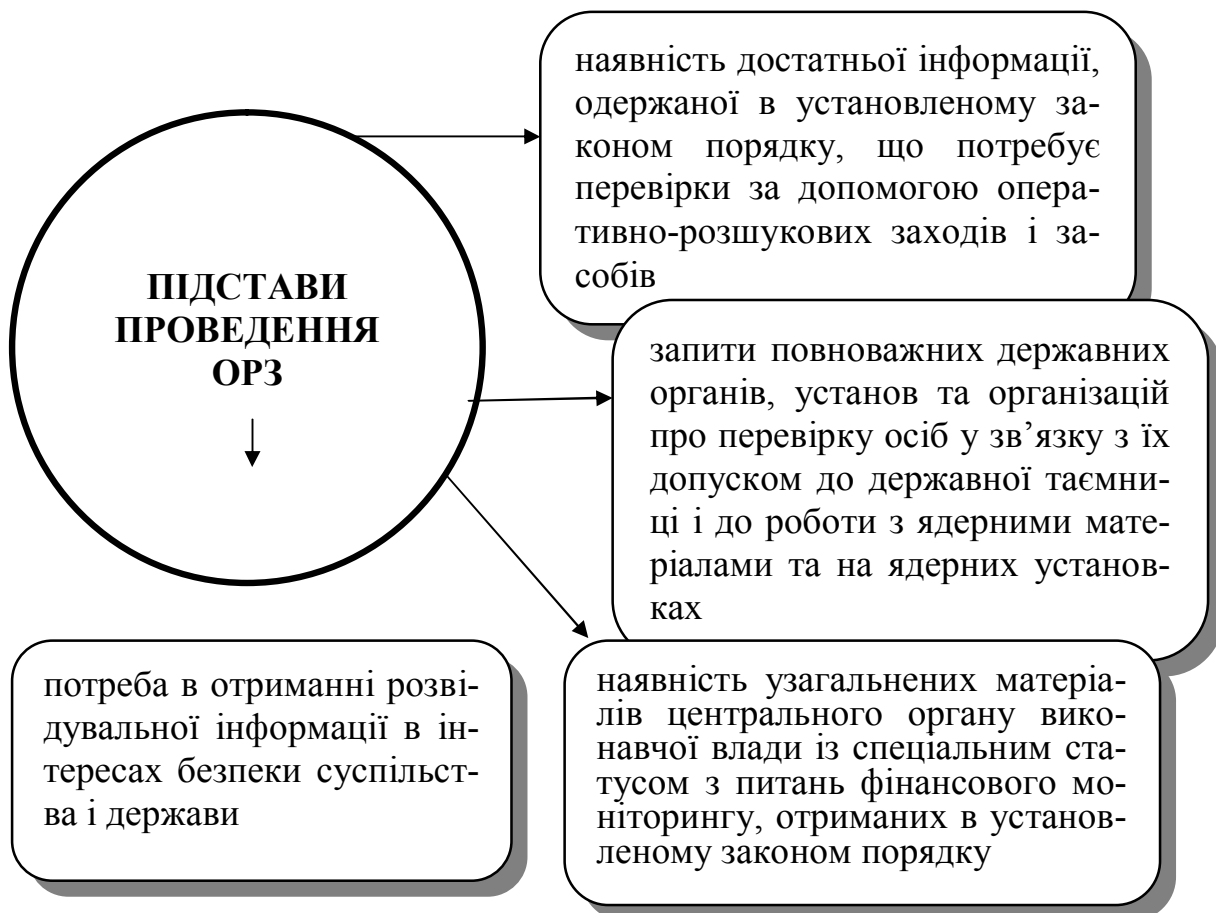 ПІДСТАВИ
ПРОВЕДЕННЯ
ОРЗ
наявність достатньої інформації,
одержаної в установленому за-
коном порядку, що потребує
перевірки за допомогою опера-
тивно-розшукових заходів і за-
собів
запити повноважних державних
органів, установ та організацій
про перевірку осіб у зв’язку з їх
допуском до державної таємни-
ці і до роботи з ядерними мате-
ріалами та на ядерних установ-
ках
потреба в отриманні розві-
дувальної інформації в ін-
тересах безпеки суспільст-
ва і держави
наявність узагальнених матеріа-
лів центрального органу вико-
навчої влади із спеціальним ста-
тусом з питань фінансового мо-
ніторингу, отриманих в установ-
леному законом порядку